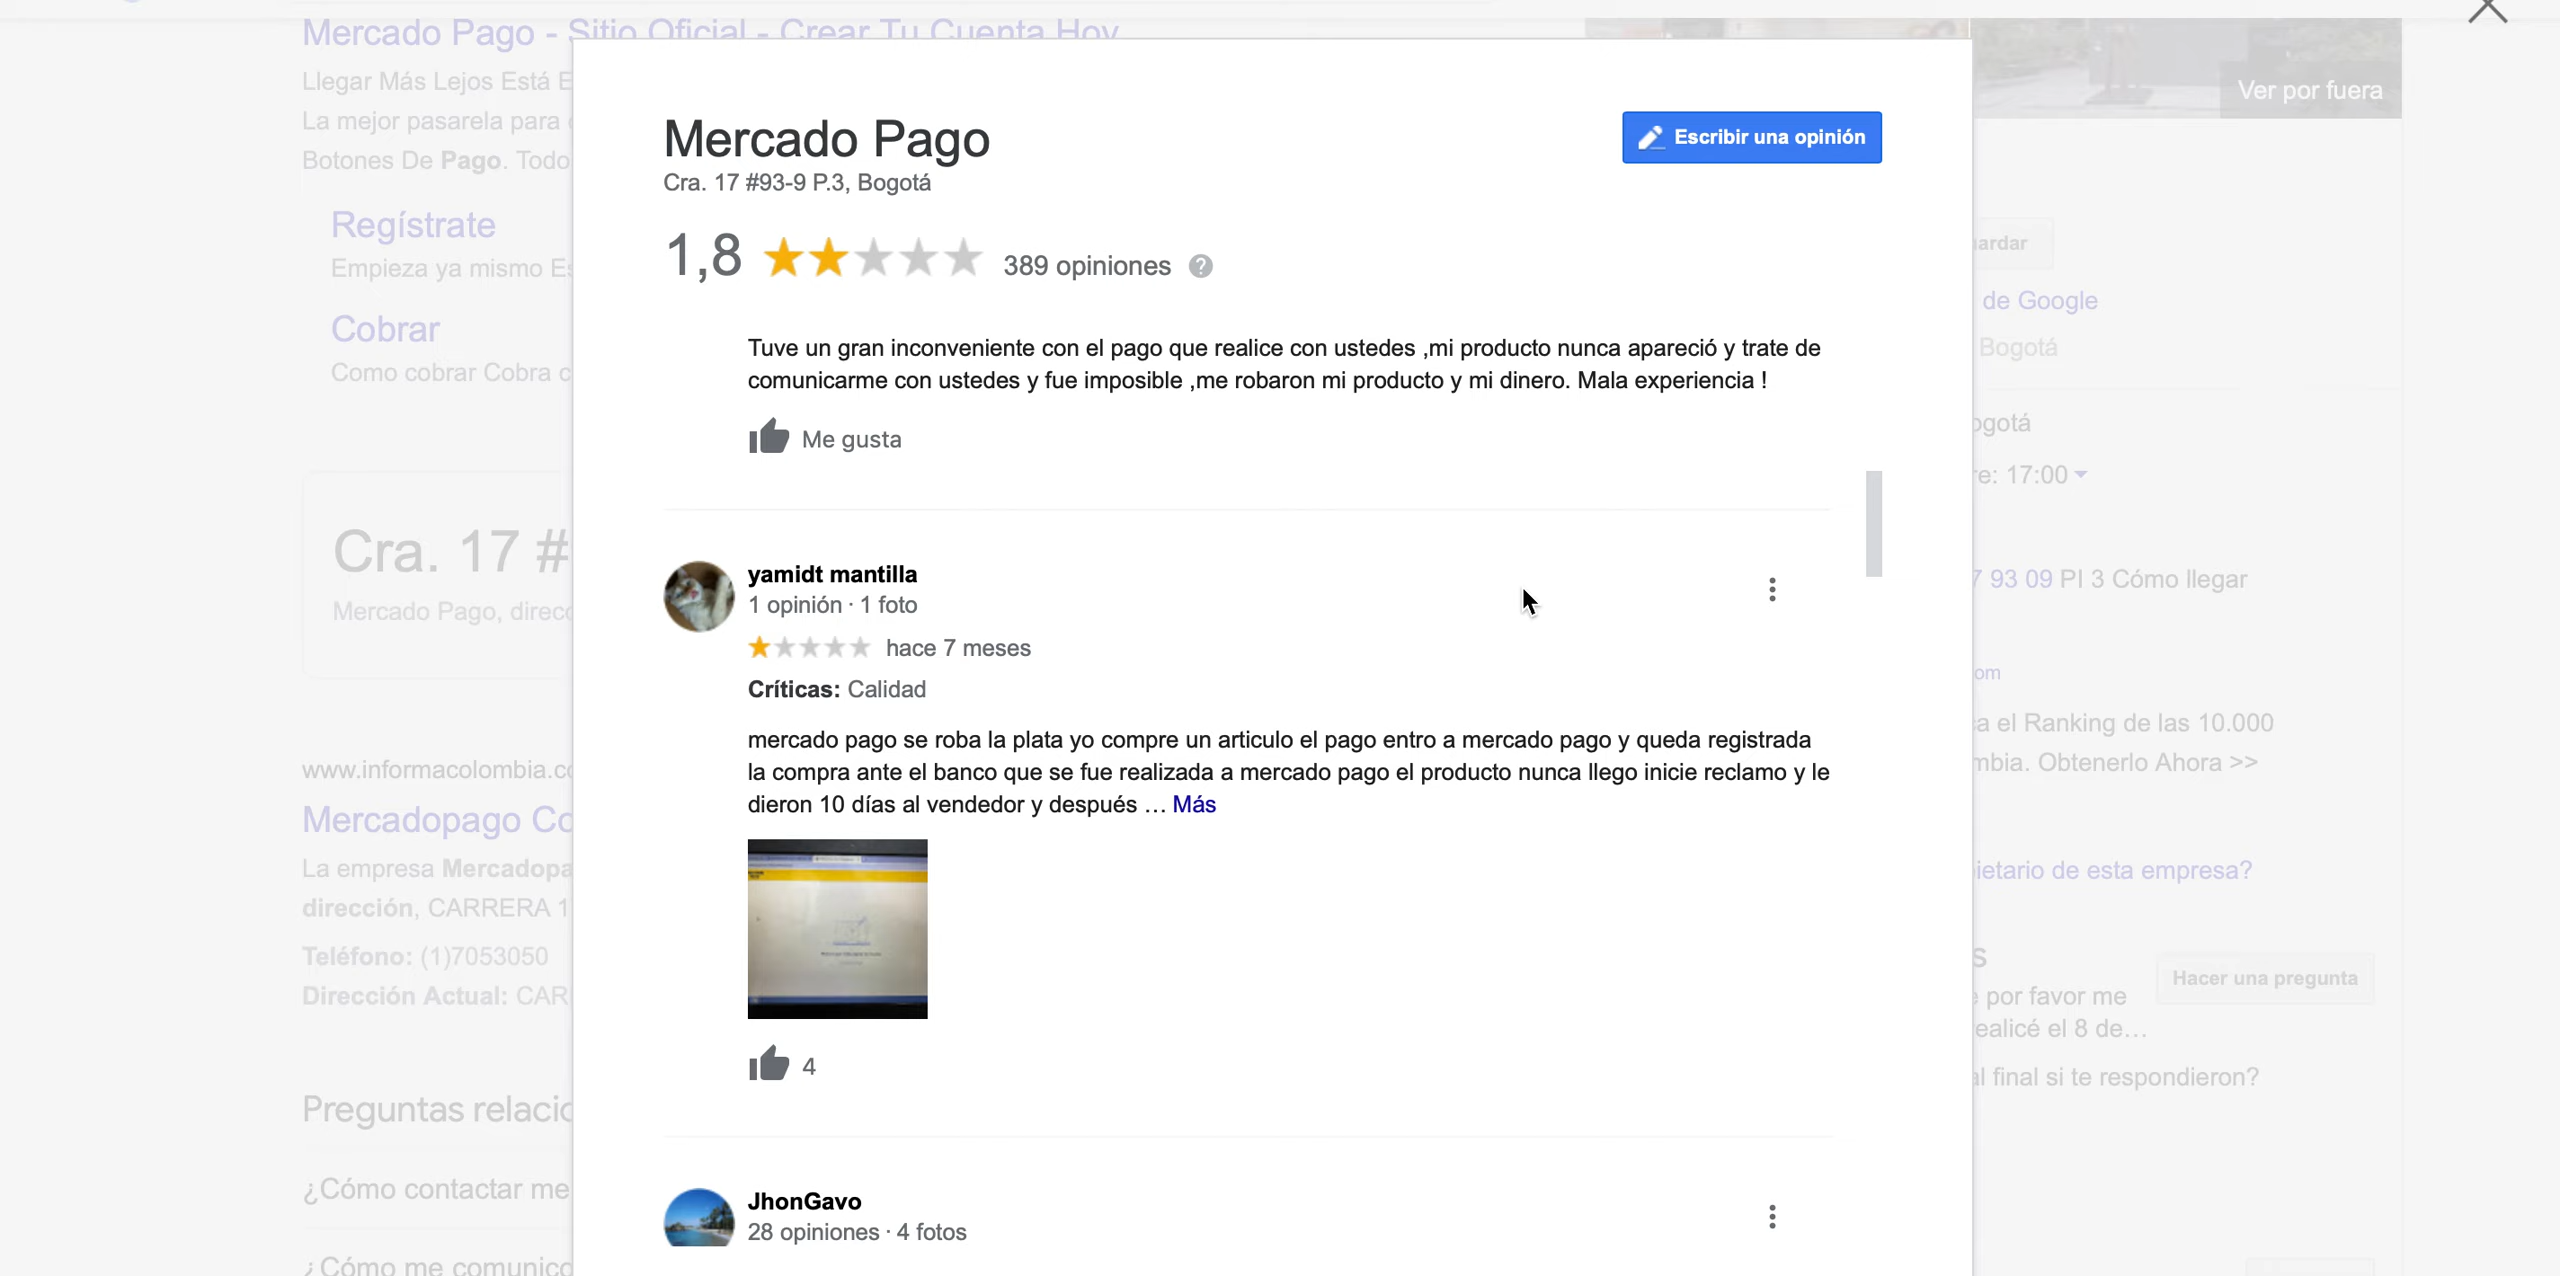 Mercado Pago - Sitio Oficial - Crear Tu Cuenta Hoy
Llegar Más Lejos Está E
La mejor pasarela para
Botones De Pago. Todo
Regístrate
Empieza ya mismo Es
Cobrar
Como cobrar Cobra c
Cra. 17 #
Mercado Pago, direcc
www.informacolombia.co
Mercadopago Co
La empresa Mercadopa
dirección, CARRERA 1
Teléfono: (1)7053050
Dirección Actual: CAR
Preguntas relacio
¿Cómo contactar me
¿Cómo me comunico
Mercado Pago
Escribir una opinión
Cra. 17 #93-9 P.3, Bogotá
1,8 389 opiniones ?
Tuve un gran inconveniente con el pago que realice con ustedes ,mi producto nunca apareció y trate de
comunicarme con ustedes y fue imposible ,me robaron mi producto y mi dinero. Mala experiencia !
Me gusta
yamidt mantilla
1 opinión · 1 foto
hace 7 meses
Críticas: Calidad
mercado pago se roba la plata yo compre un articulo el pago entro a mercado pago y queda registrada
la compra ante el banco que se fue realizada a mercado pago el producto nunca llego inicie reclamo y le
dieron 10 días al vendedor y después … Más
4
JhonGavo
28 opiniones · 4 fotos
Ver por fuera
ardar
de Google
Bogotá
ogotá
re: 17:00
7 93 09 Pl 3 Cómo llegar
om
a el Ranking de las 10.000
mbia. Obtenerlo Ahora >>
ietario de esta empresa?
s
Hacer una pregunta
e por favor me
ealicé el 8 de...
al final si te respondieron?